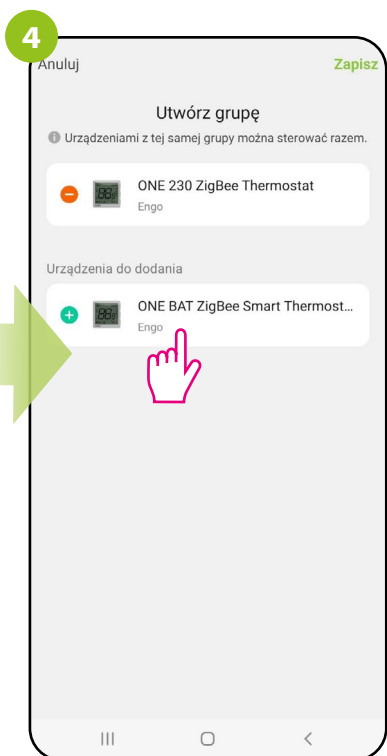 4
Anuluj Zapisz
Utwórz grupę
Urządzeniami z tej samej grupy można sterować razem.
ONE 230 ZigBee Thermostat
Engo
Urządzenia do dodania
ONE BAT ZigBee Smart Thermost...
Engo